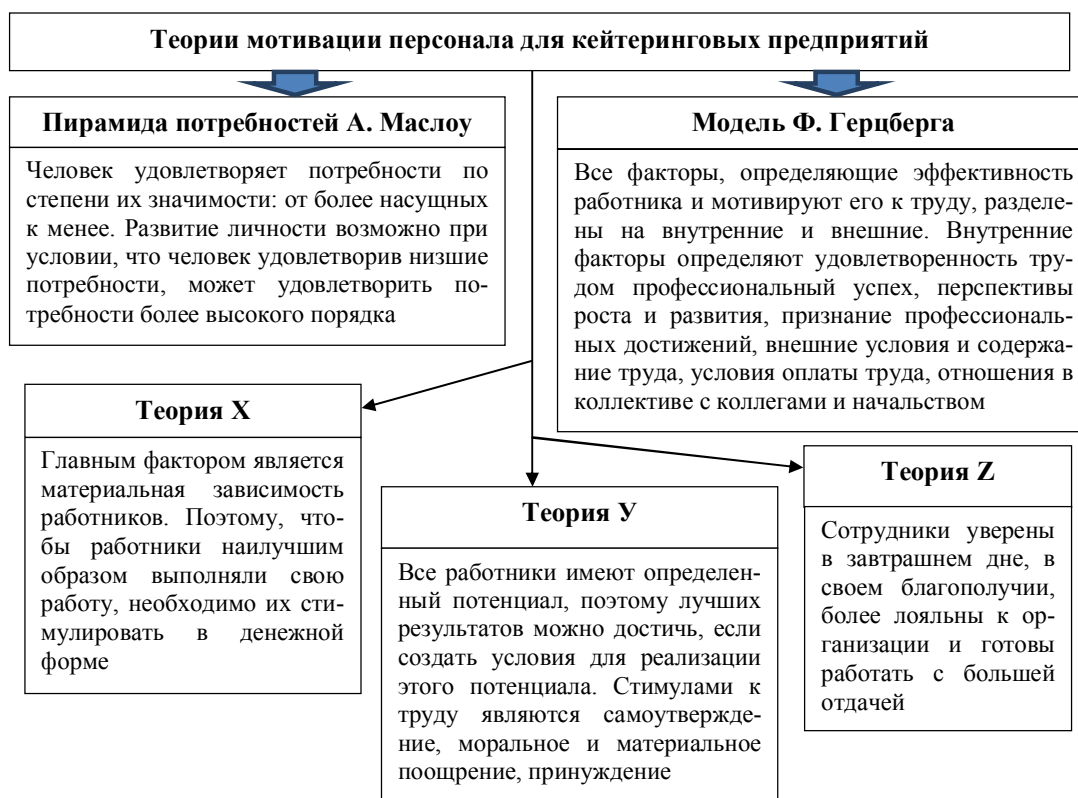 Теории мотивации персонала для кейтеринговых предприятий
Пирамида потребностей А. Маслоу
Человек удовлетворяет потребности по
степени их значимости: от более насущных
к менее. Развитие личности возможно при
условии, что человек удовлетворив низшие
потребности, может удовлетворить по-
требности более высокого порядка
Модель Ф. Герцберга
Все факторы, определяющие эффективность
работника и мотивируют его к труду, разделе-
ны на внутренние и внешние. Внутренние
факторы определяют удовлетворенность тру-
дом профессиональный успех, перспективы
роста и развития, признание профессиональ-
ных достижений, внешние условия и содержа-
ние труда, условия оплаты труда, отношения в
коллективе с коллегами и начальством
Теория X
Главным фактором является
материальная зависимость
работников. Поэтому, что-
бы работники наилучшим
образом выполняли свою
работу, необходимо их сти-
мулировать в денежной
форме
Теория У
Все работники имеют определен-
ный потенциал, поэтому лучших
результатов можно достичь, если
создать условия для реализации
этого потенциала. Стимулами к
труду являются самоутвержде-
ние, моральное и материальное
поощрение, принуждение
Теория Z
Сотрудники уверены
в завтрашнем дне, в
своем благополучии,
более лояльны к ор-
ганизации и готовы
работать с большей
отдачей